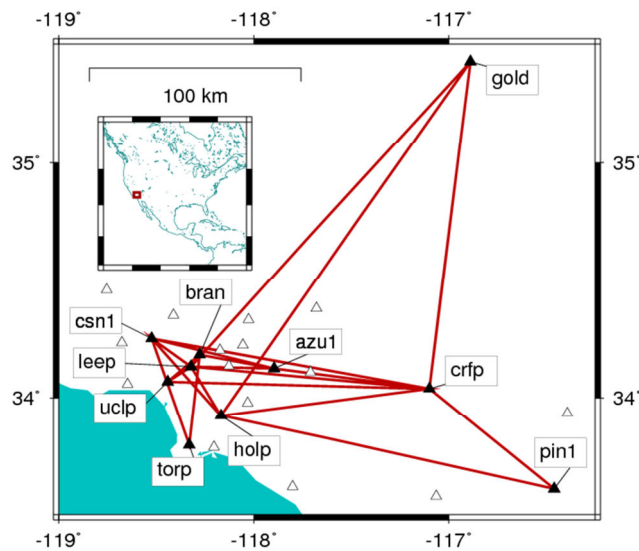 -119° -118° -117°
gold
100 km
35° 35°
bran
csn1
azu1
leep
crfp
34° 34°
uclp
holp
pin1
torp
-119° -118° -117°